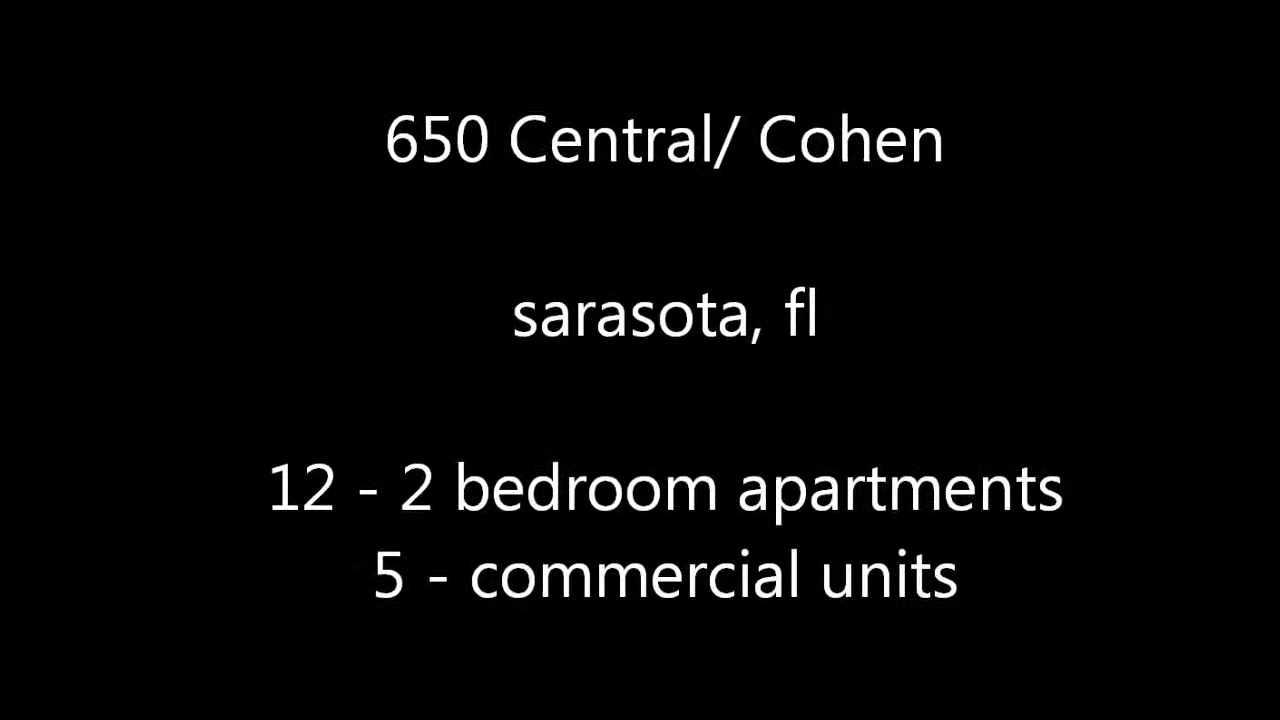 650 Central/ Cohen
sarasota, fl
12 - 2 bedroom apartments
5 - commercial units